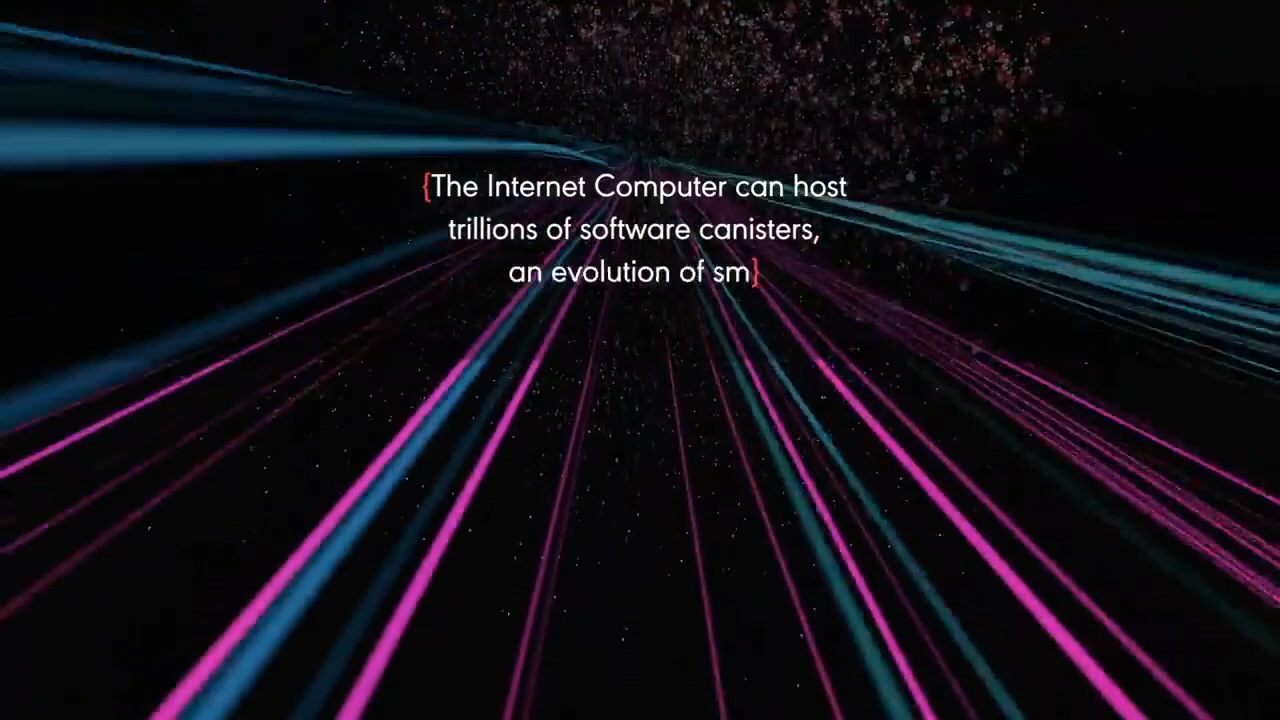 {The Internet Computer can host
trillions of software canisters,
an evolution of sm}